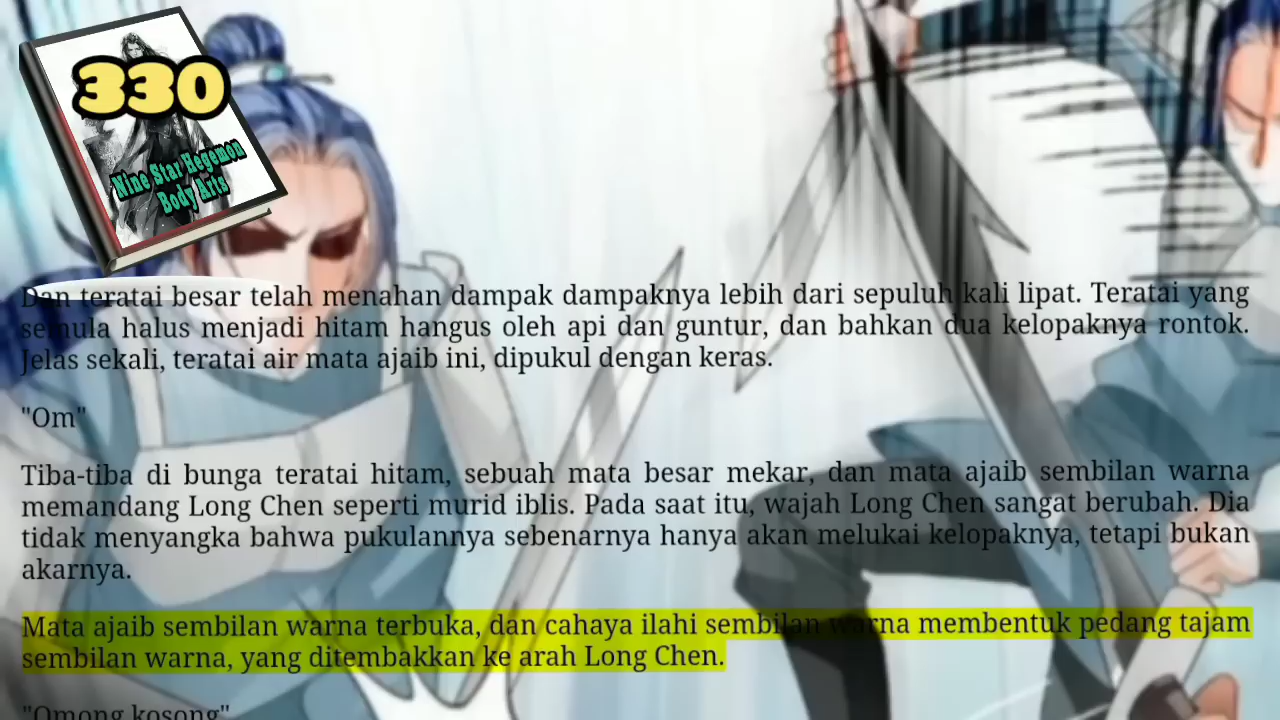 330
Nine Star Hegemon
Body Arts
Dan teratai besar telah menahan dampak dampaknya lebih dari sepuluh kali lipat. Teratai yang
semula halus menjadi hitam hangus oleh api dan guntur, dan bahkan dua kelopaknya rontok.
Jelas sekali, teratai air mata ajaib ini, dipukul dengan keras.
"Om"
Tiba-tiba di bunga teratai hitam, sebuah mata besar mekar, dan mata ajaib sembilan warna
memandang Long Chen seperti murid iblis. Pada saat itu, wajah Long Chen sangat berubah. Dia
tidak menyangka bahwa pukulannya sebenarnya hanya akan melukai kelopaknya, tetapi bukan
akarnya.
Mata ajaib sembilan warna terbuka, dan cahaya ilahi sembilan warna membentuk pedang tajam
sembilan warna, yang ditembakkan ke arah Long Chen.
"Omong kosong"